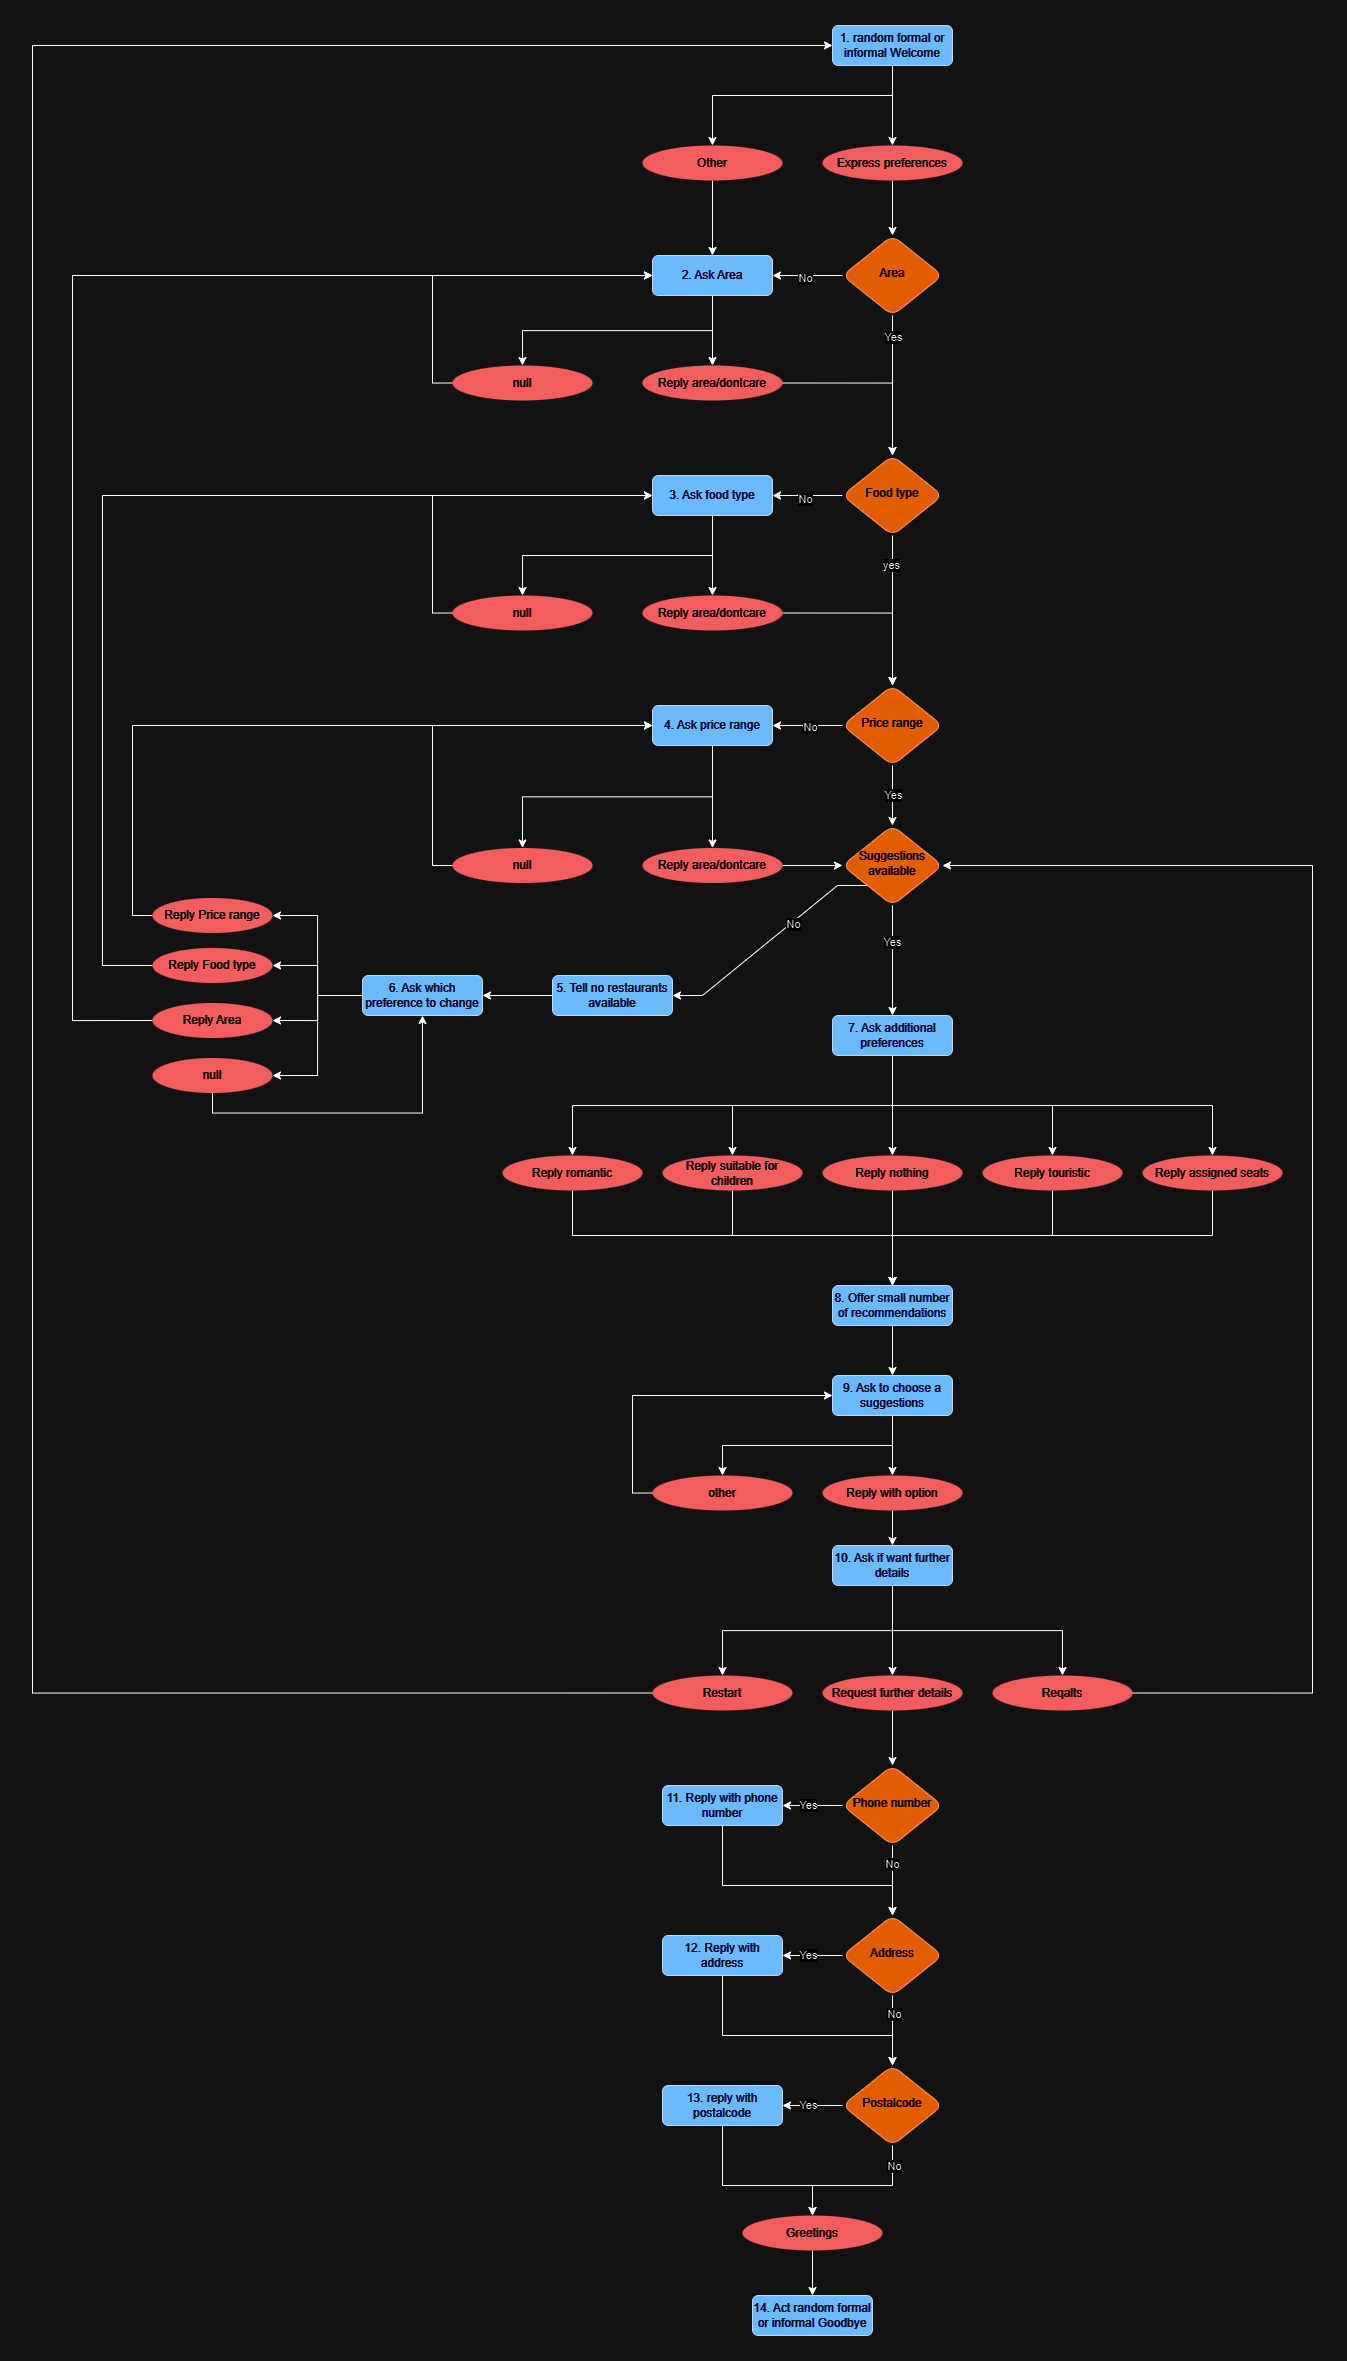 1. random formal or
informal Welcome
Other
Express preferences
Area
2. Ask Area
No
Yes
null
Reply area/dontcare
Food type
3. Ask food type
No
yes
null
Reply area/dontcare
Price range
4. Ask price range
No
Yes
null
Reply area/dontcare
Suggestions
available
No
Yes
Reply Price range
Reply Food type
Reply Area
null
6. Ask which
preference to change
5. Tell no restaurants
available
7. Ask additional
preferences
Reply romantic
Reply suitable for
children
Reply nothing
Reply touristic
Reply assigned seats
8. Offer small number
of recommendations
9. Ask to choose a
suggestions
other
Reply with option
10. Ask if want further
details
Restart
Request further details
Reqalts
11. Reply with phone
number
Yes
Phone number
No
12. Reply with
address
Yes
Address
No
13. reply with
postalcode
Yes
Postalcode
No
Greetings
14. Act random formal
or informal Goodbye